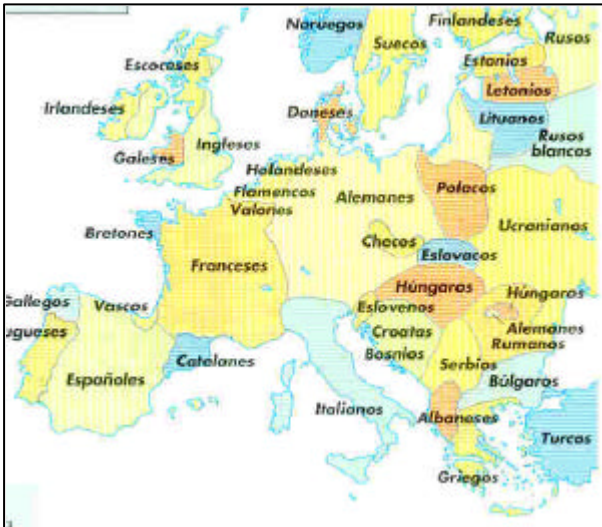 Noruegos
Finlandeses
Suecos
Rusos
Escoceses
Estonios
Letonios
Irlandeses
Daneses
Lituanos
Ingleses
Rusos
blancos
Galeses
Holandeses
Flamencos
Alemanes
Polacos
Valones
Ucranianos
Bretones
Checos
Eslovacos
Franceses
Húngaros
Húngaros
Gallegos
Vascos
Eslovenos
ugueses
Croatas
Alemanes
Rumanos
Bosnios
Catalanes
Serbios
Españoles
Búlgaros
Italianos
Albaneses
Turcos
Griegos